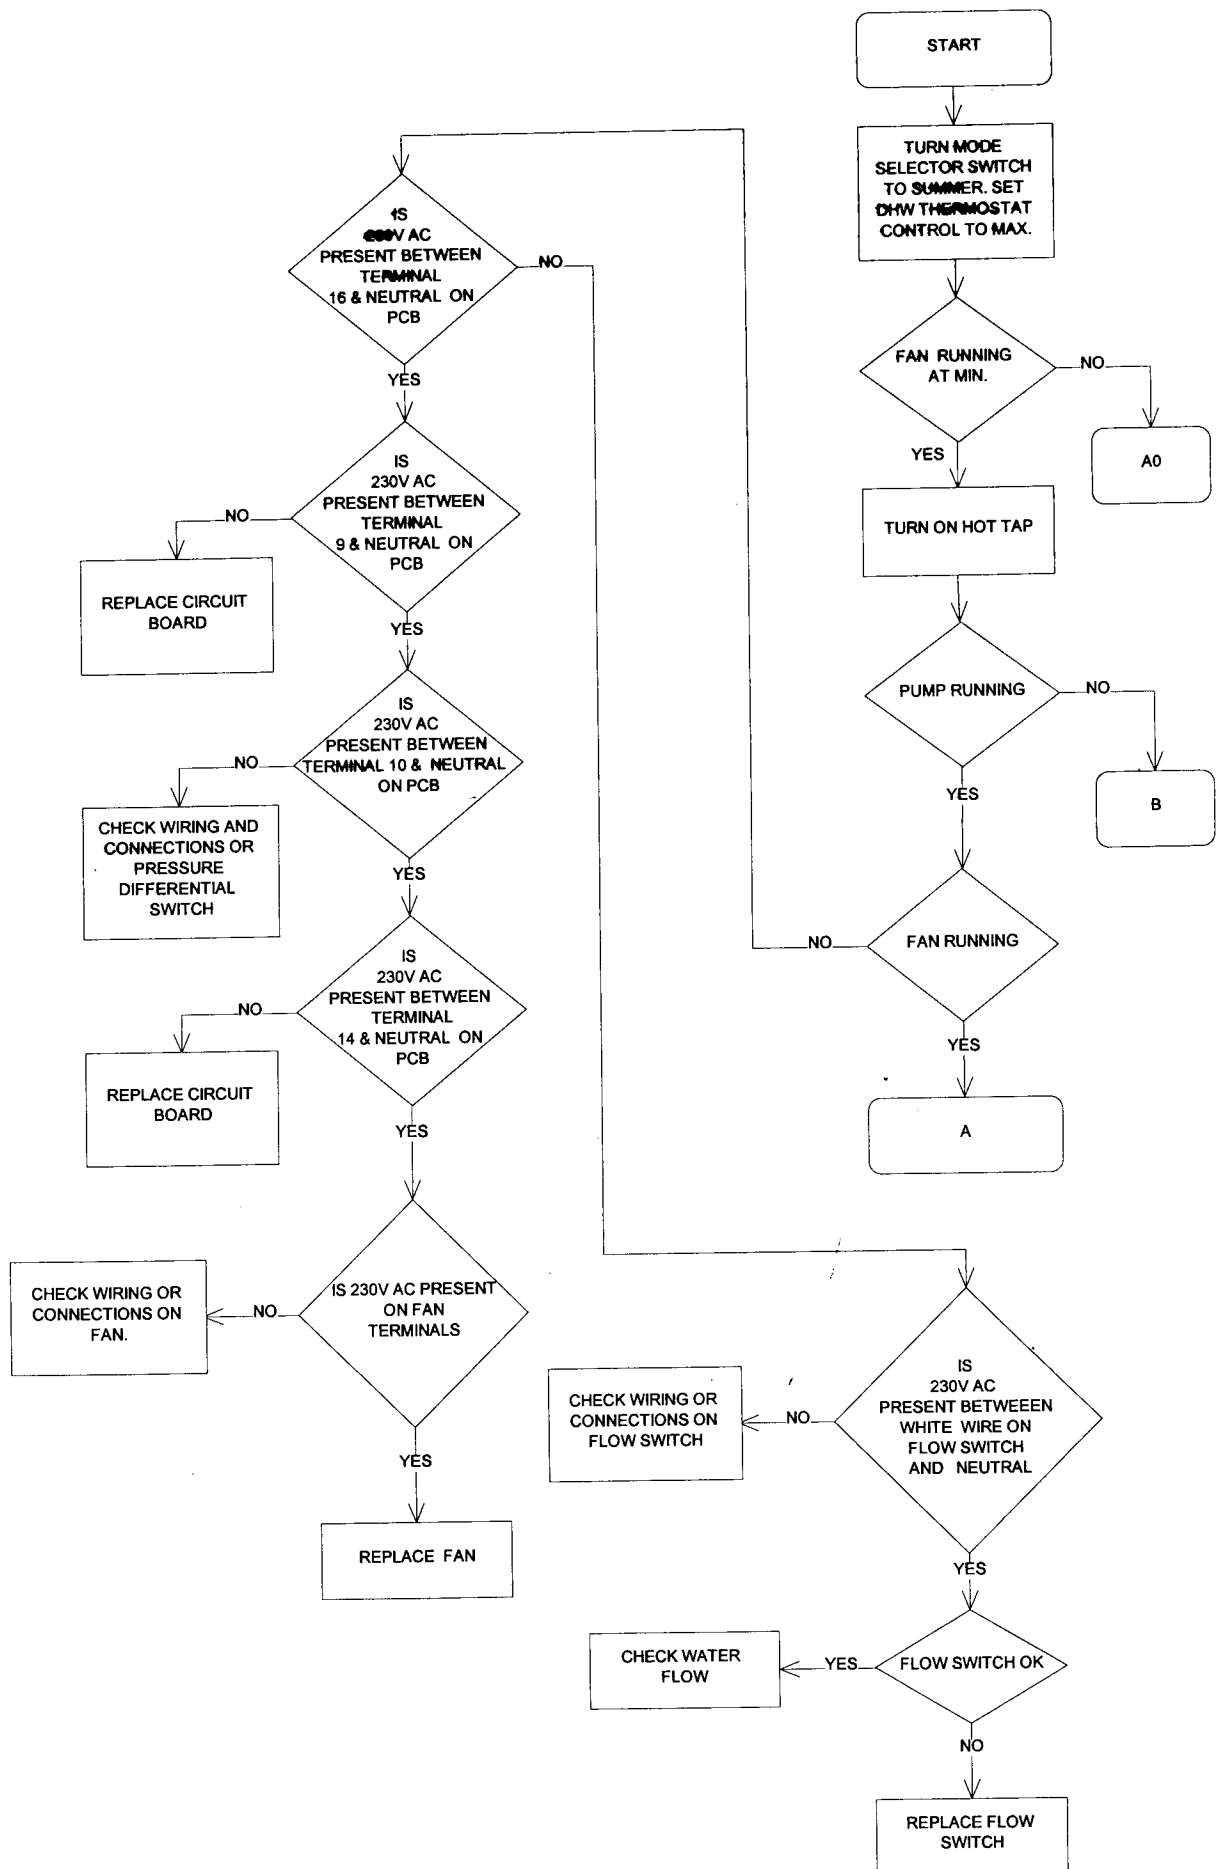 START
TURN MODE
SELECTOR SWITCH
TO SUMMER. SET
DHW THERMOSTAT
CONTROL TO MAX.
FAN RUNNING
AT MIN.
NO
A0
YES
TURN ON HOT TAP
PUMP RUNNING
NO
B
YES
FAN RUNNING
NO
YES
A
IS
V AC
PRESENT BETWEEN
TERMINAL
16 & NEUTRAL ON
PCB
NO
YES
IS
230V AC
PRESENT BETWEEN
TERMINAL
9 & NEUTRAL ON
PCB
NO
REPLACE CIRCUIT
BOARD
YES
IS
230V AC
PRESENT BETWEEN
TERMINAL 10 & NEUTRAL
ON PCB
NO
CHECK WIRING AND
CONNECTIONS OR
PRESSURE
DIFFERENTIAL
SWITCH
YES
IS
230V AC
PRESENT BETWEEN
TERMINAL
14 & NEUTRAL ON
PCB
NO
REPLACE CIRCUIT
BOARD
YES
IS 230V AC PRESENT
ON FAN
TERMINALS
NO
CHECK WIRING OR
CONNECTIONS ON
FAN.
YES
REPLACE FAN
IS
230V AC
PRESENT BETWEEEN
WHITE WIRE ON
FLOW SWITCH
AND NEUTRAL
NO
CHECK WIRING OR
CONNECTIONS ON
FLOW SWITCH
YES
FLOW SWITCH OK
YES
CHECK WATER
FLOW
NO
REPLACE FLOW
SWITCH